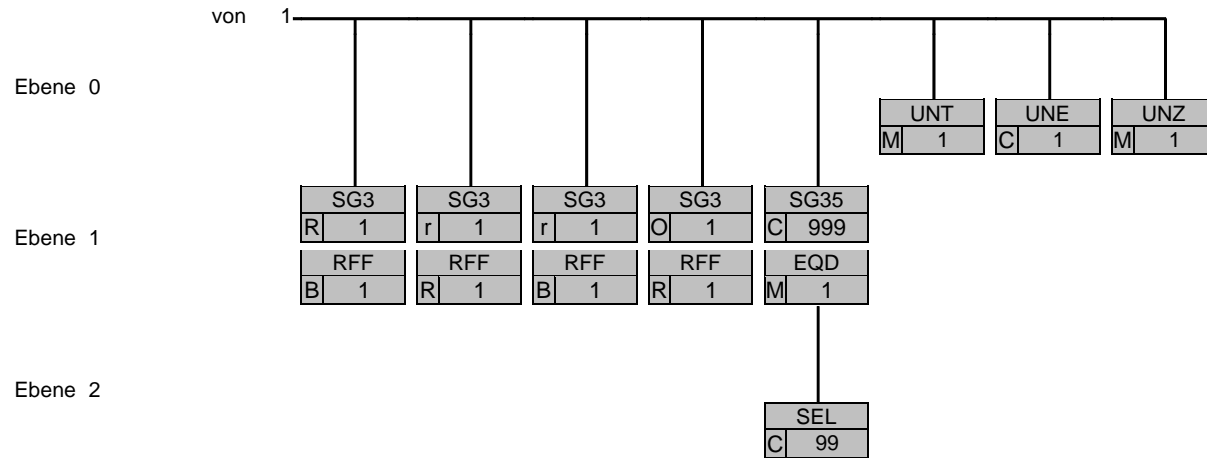 von 1
Ebene 0
UNT UNE UNZ
M 1 C 1 M 1
SG3 SG3 SG3 SG3 SG35
R 1 r 1 r 1 O 1 C 999
Ebene 1
RFF RFF RFF RFF EQD
B 1 R 1 B 1 R 1 M 1
Ebene 2
SEL
C 99